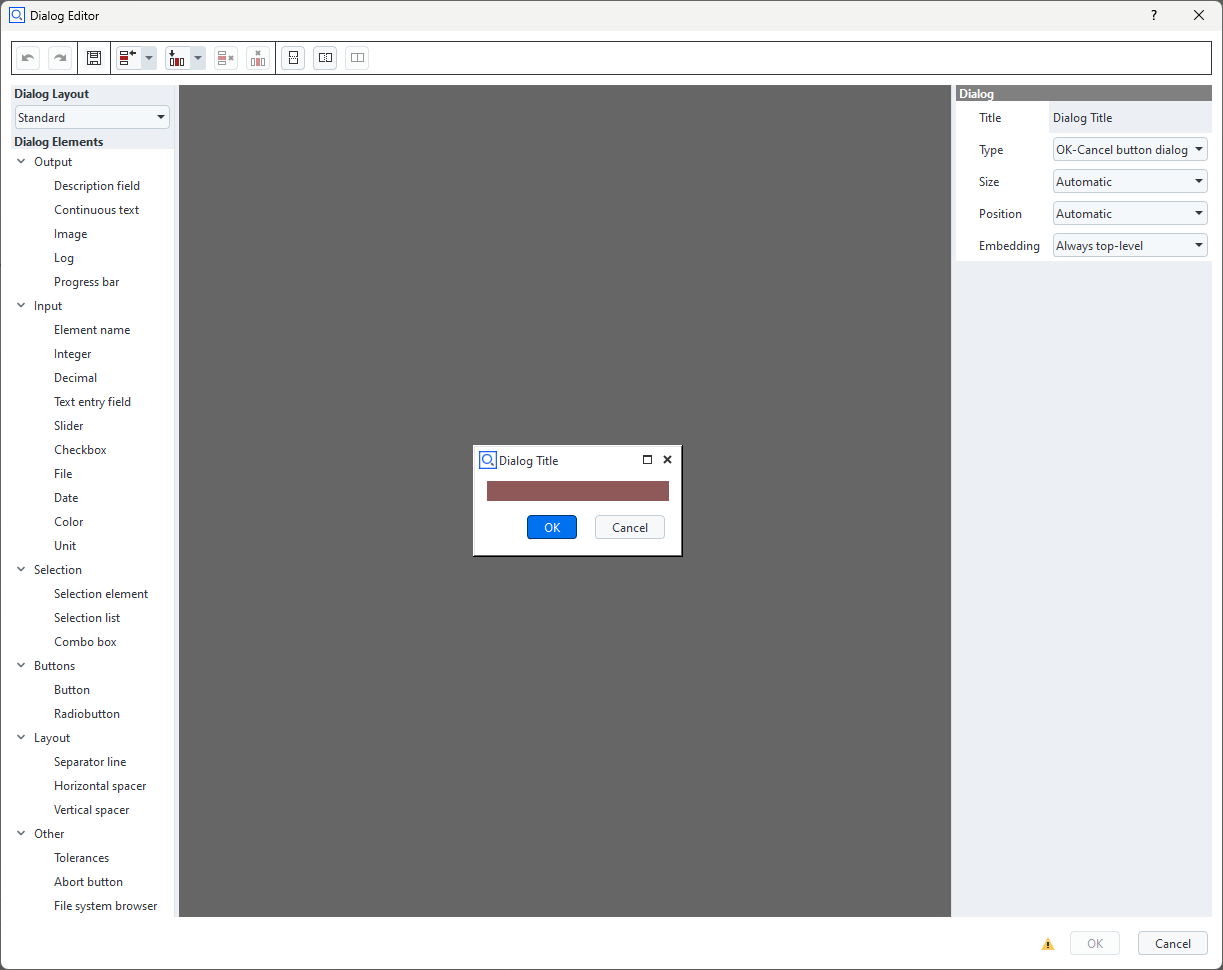 Dialog Editor
?
Dialog Layout
Standard
Dialog Elements
Output
Description field
Continuous text
Image
Log
Progress bar
Input
Element name
Integer
Decimal
Text entry field
Slider
Checkbox
File
Date
Color
Unit
Selection
Selection element
Selection list
Combo box
Buttons
Button
Radiobutton
Layout
Separator line
Horizontal spacer
Vertical spacer
Other
Tolerances
Abort button
File system browser
Dialog Title
OK Cancel
Dialog
Title Dialog Title
Type OK-Cancel button dialog
Size Automatic
Position Automatic
Embedding Always top-level
OK Cancel